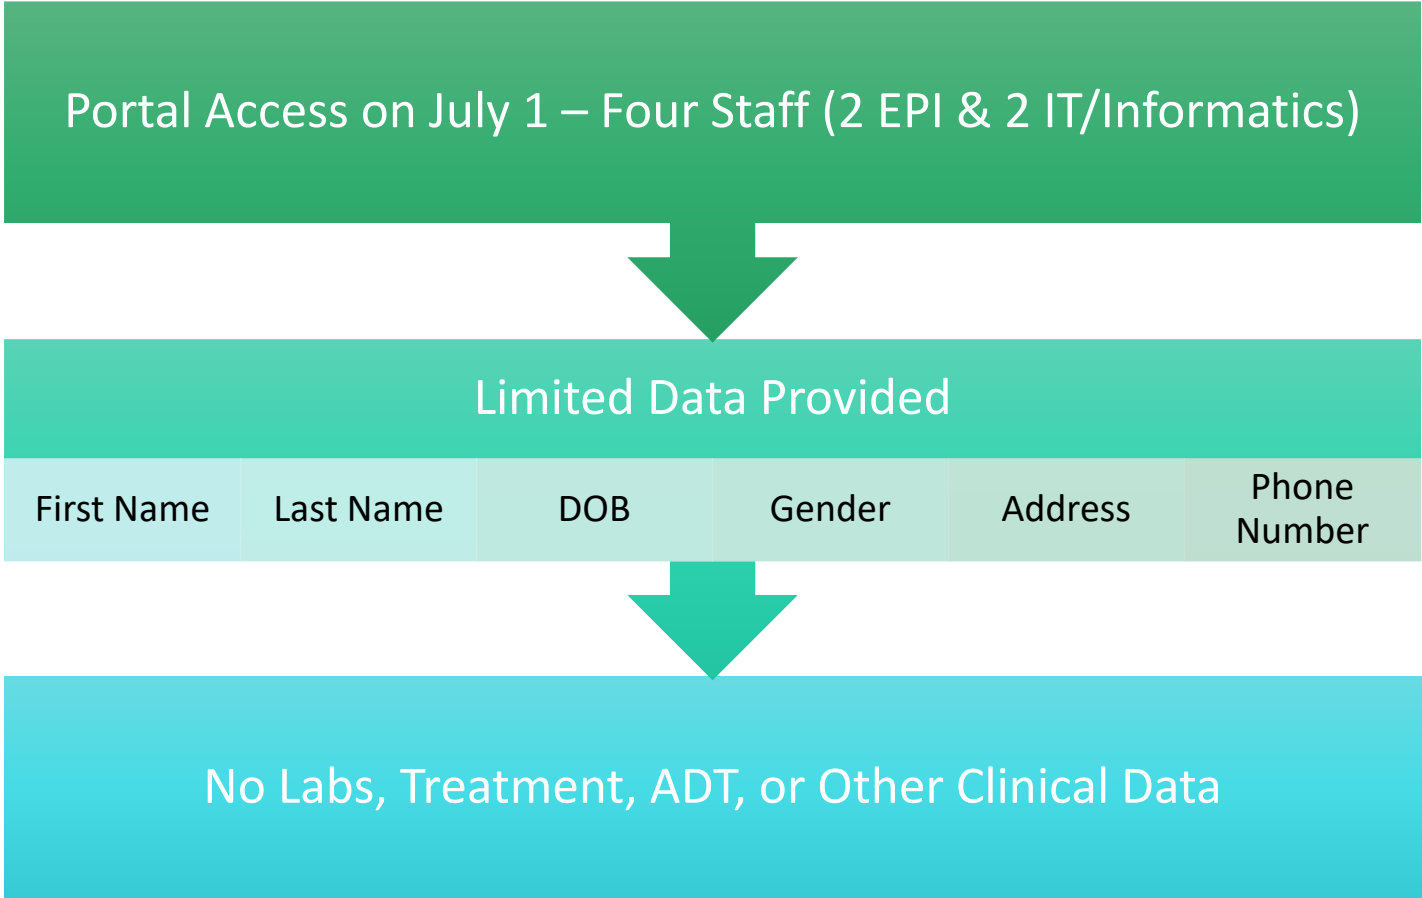 Portal Access on July 1 – Four Staff (2 EPI & 2 IT/Informatics)
Limited Data Provided
First Name
Last Name
DOB
Gender
Address
Phone
Number
No Labs, Treatment, ADT, or Other Clinical Data